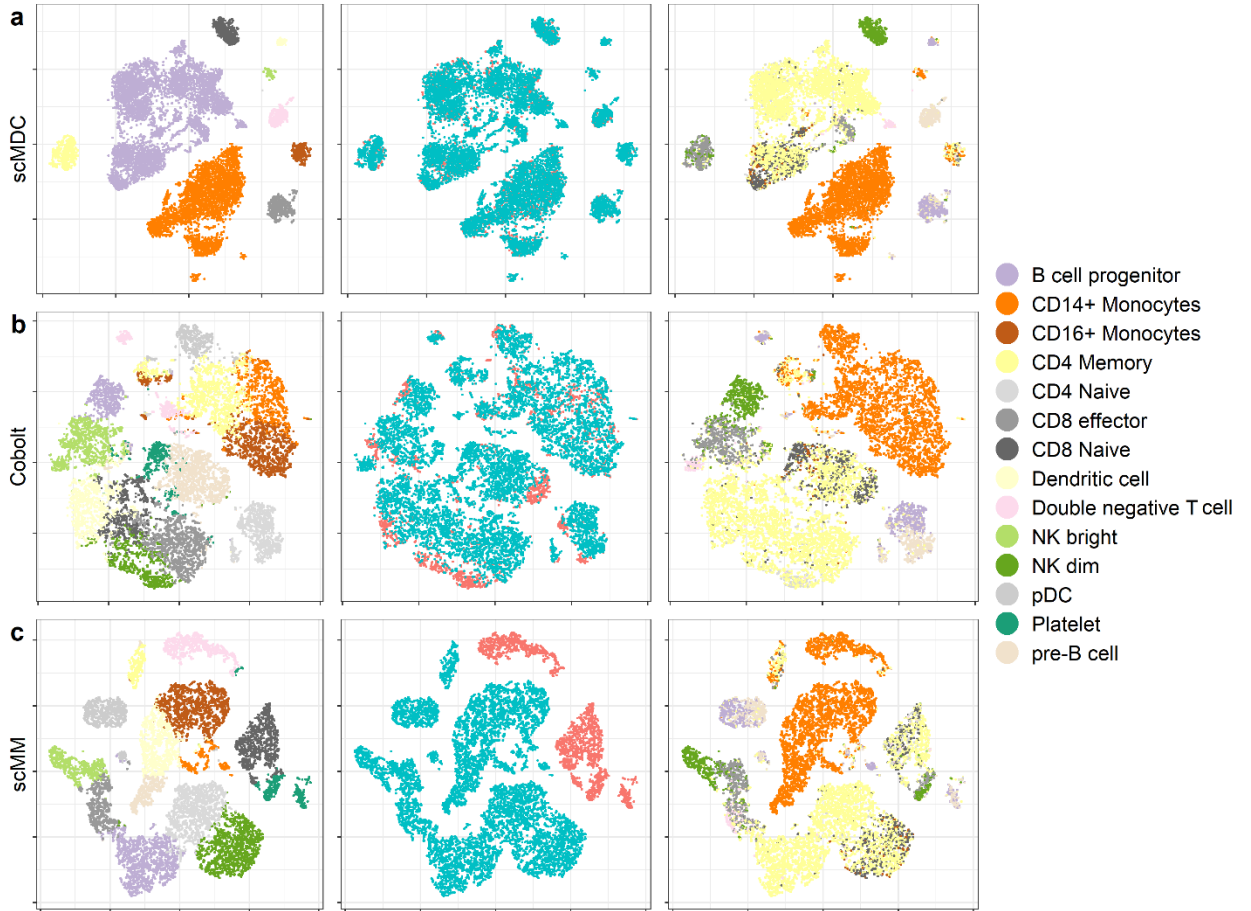 a
scMDC
b
Cobolt
c
scMM
B cell progenitor
CD14+ Monocytes
CD16+ Monocytes
CD4 Memory
CD4 Naive
CD8 effector
CD8 Naive
Dendritic cell
Double negative T cell
NK bright
NK dim
pDC
Platelet
pre-B cell